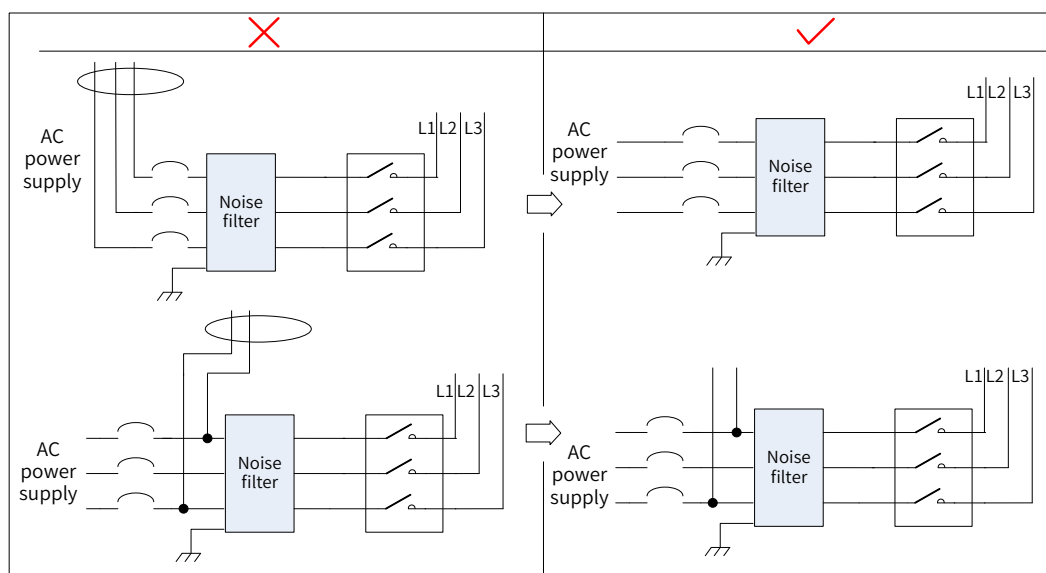 L1 L2 L3
AC
power
supply
Noise
filter
L1 L2 L3
AC
power
supply
Noise
filter
L1 L2 L3
AC
power
supply
Noise
filter
L1 L2 L3
AC
power
supply
Noise
filter